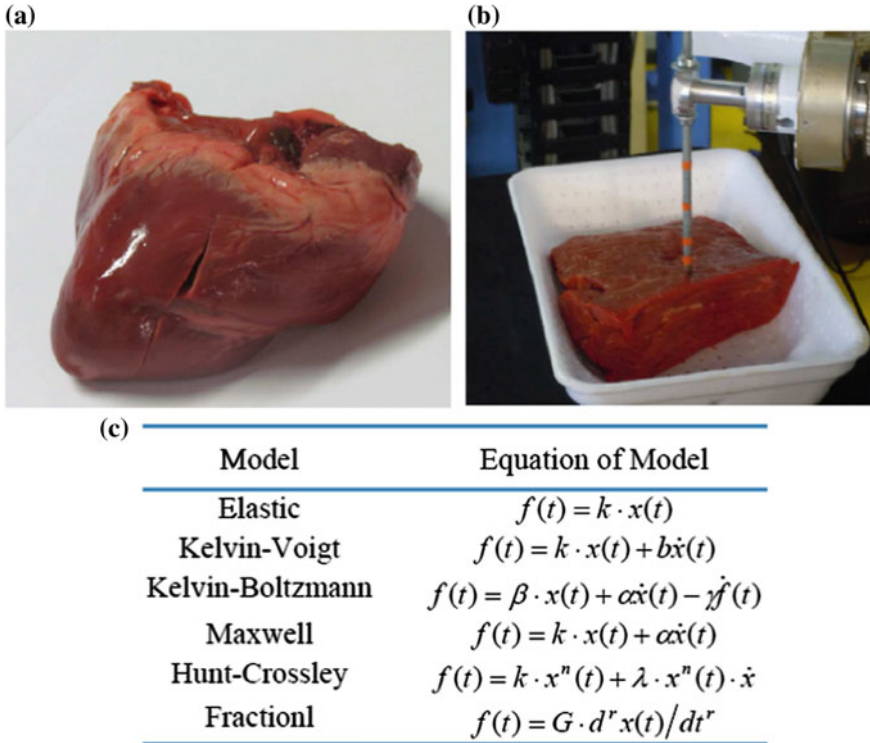 (a)
(b)
(c)
Model Equation of Model
Elastic f(t) = k · x(t)
Kelvin-Voigt f(t) = k · x(t) + bẋ(t)
Kelvin-Boltzmann f(t) = β · x(t) + αẋ(t) − γḟ(t)
Maxwell f(t) = k · x(t) + αẋ(t)
Hunt-Crossley f(t) = k · xⁿ(t) + λ · xⁿ(t) · ẋ
Fractionl f(t) = G · dʳx(t)/dtʳ